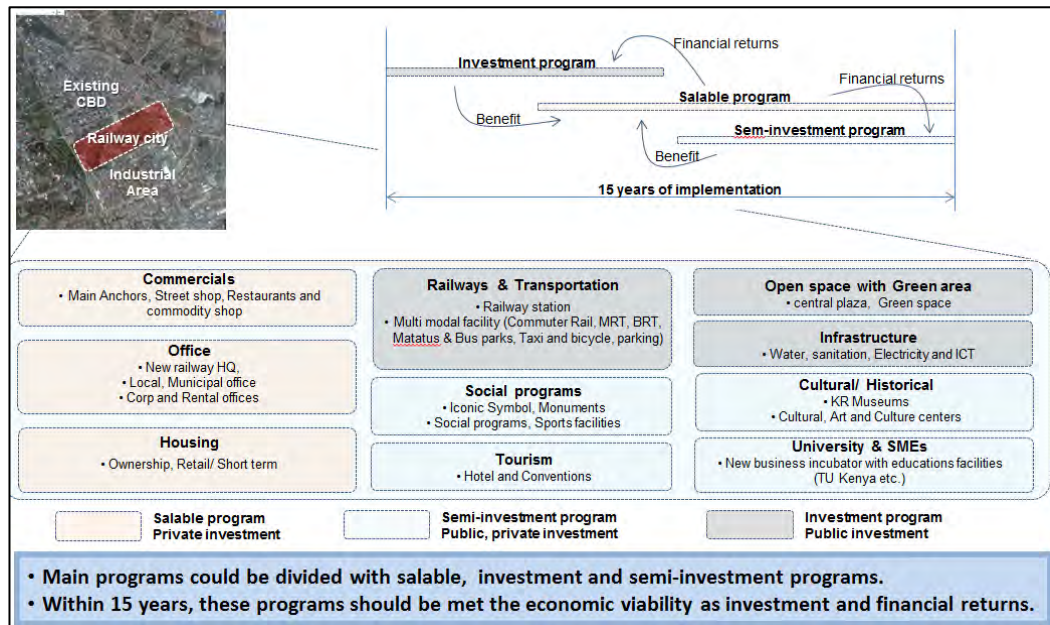 Existing
CBD
Railway city
Industrial
Area
Financial returns
Investment program
Financial returns
Salable program
Benefit
Sem-investment program
Benefit
15 years of implementation
Commercials
• Main Anchors, Street shop, Restaurants and
commodity shop
Office
• New railway HQ,
• Local, Municipal office
• Corp and Rental offices
Housing
• Ownership, Retail/ Short term
Railways & Transportation
• Railway station
• Multi modal facility (Commuter Rail, MRT, BRT,
Matatus & Bus parks, Taxi and bicycle, parking)
Social programs
• Iconic Symbol, Monuments
• Social programs, Sports facilities
Tourism
• Hotel and Conventions
Open space with Green area
• central plaza, Green space
Infrastructure
• Water, sanitation, Electricity and ICT
Cultural/ Historical
• KR Museums
• Cultural, Art and Culture centers
University & SMEs
• New business incubator with educations facilities
(TU Kenya etc.)
Salable program
Private investment
Semi-investment program
Public, private investment
Investment program
Public investment
• Main programs could be divided with salable, investment and semi-investment programs.
• Within 15 years, these programs should be met the economic viability as investment and financial returns.